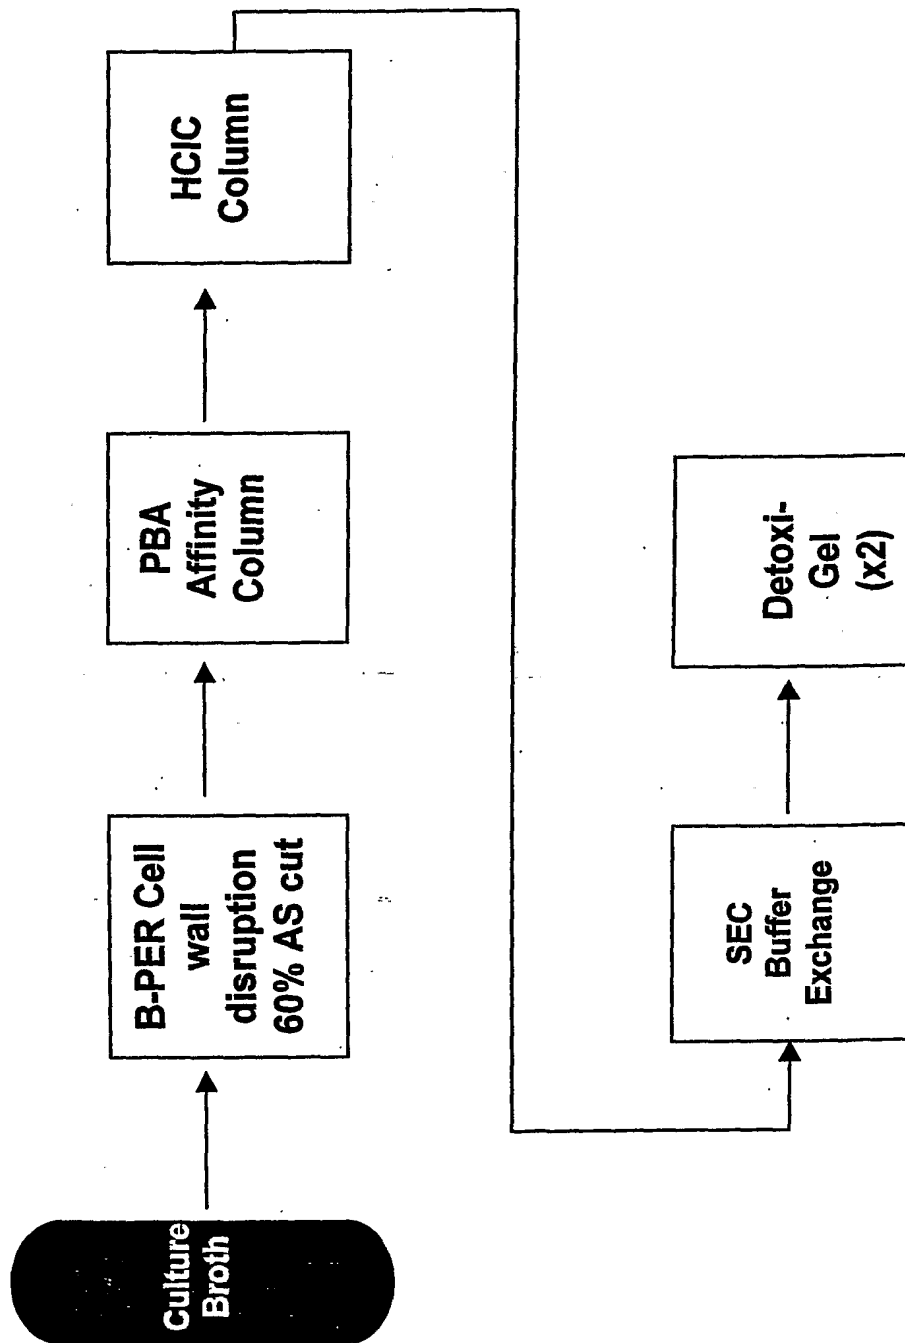 Culture
Broth
B-PER Cell
wall
disruption
60% AS cut
PBA
Affinity
Column
HCIC
Column
SEC
Buffer
Exchange
Detoxi-
Gel
(x2)